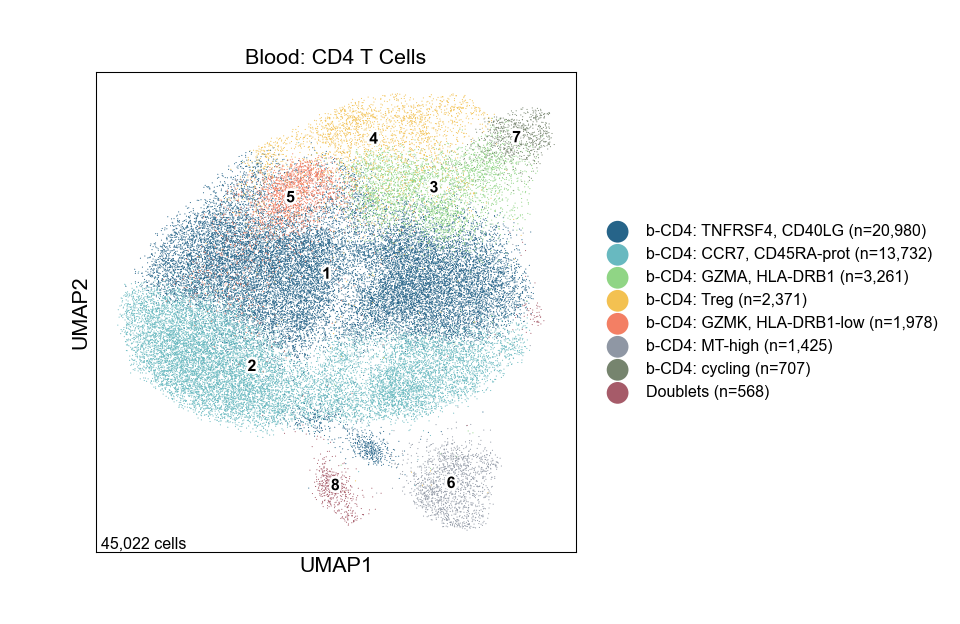 Blood: CD4 T Cells
4
7
3
5
1
2
8
6
45,022 cells
UMAP1
UMAP2
b-CD4: TNFRSF4, CD40LG (n=20,980)
b-CD4: CCR7, CD45RA-prot (n=13,732)
b-CD4: GZMA, HLA-DRB1 (n=3,261)
b-CD4: Treg (n=2,371)
b-CD4: GZMK, HLA-DRB1-low (n=1,978)
b-CD4: MT-high (n=1,425)
b-CD4: cycling (n=707)
Doublets (n=568)